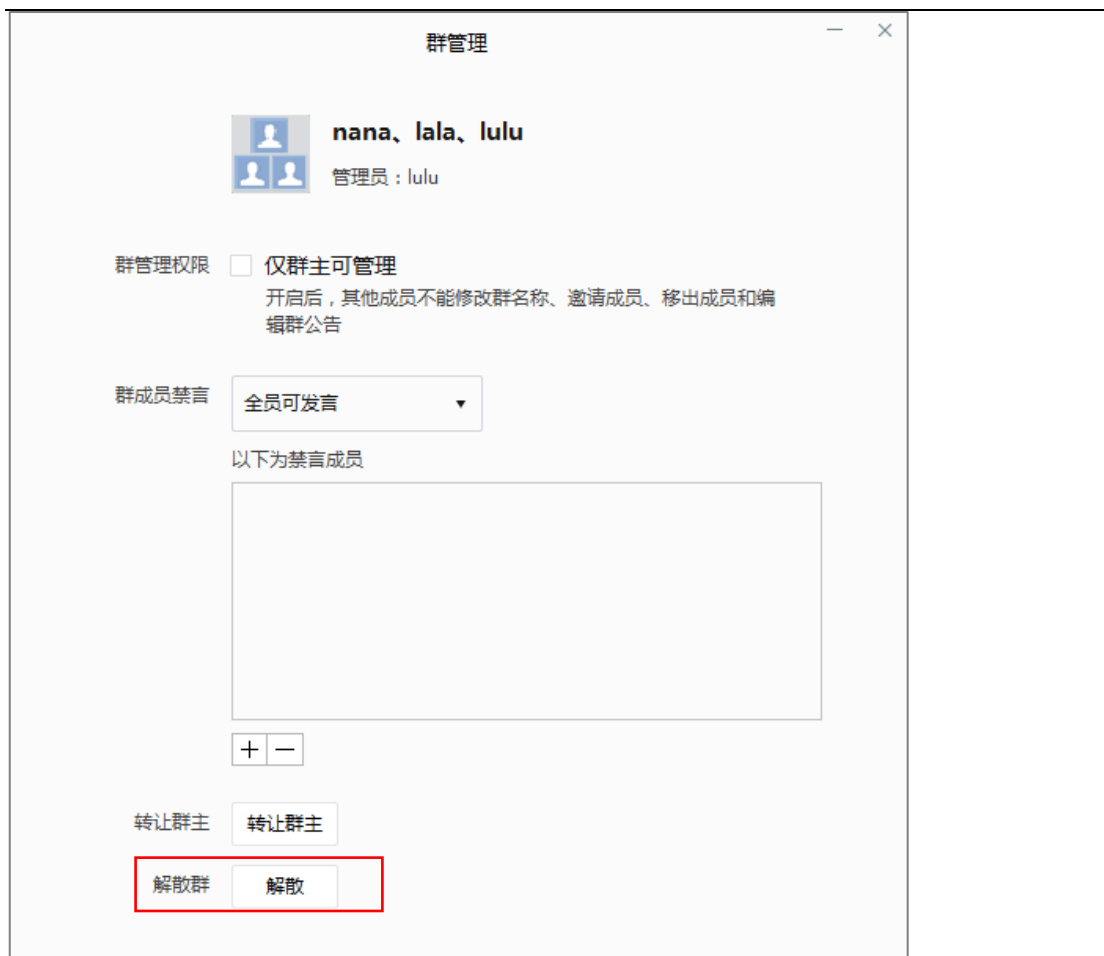 群管理
nana、lala、lulu
管理员：lulu
群管理权限 仅群主可管理
开启后，其他成员不能修改群名称、邀请成员、移出成员和编
辑群公告
群成员禁言 全员可发言
以下为禁言成员
转让群主 转让群主
解散群 解散